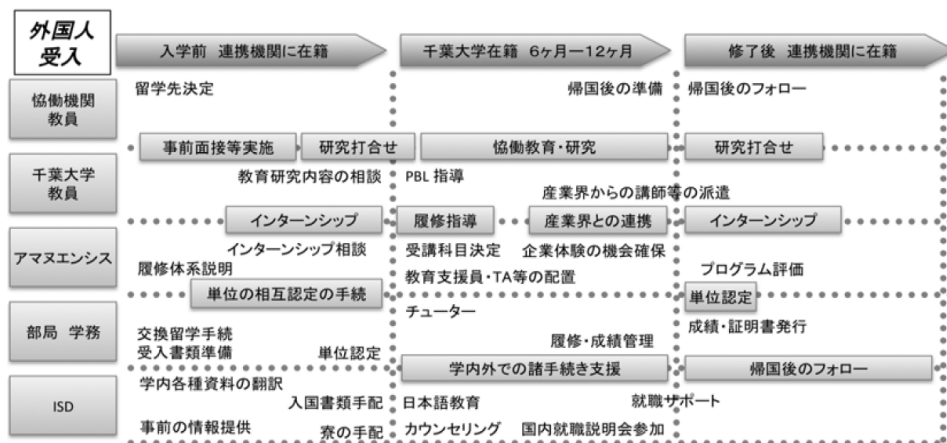 外国人
受入
入学前 連携機関に在籍
千葉大学在籍 6ヶ月ー12ヶ月
修了後 連携機関に在籍
協働機関
教員
留学先決定
帰国後の準備
帰国後のフォロー
事前面接等実施
研究打合せ
協働教育・研究
研究打合せ
千葉大学
教員
教育研究内容の相談
PBL 指導
産業界からの講師等の派遣
インターンシップ
履修指導
産業界との連携
インターンシップ
アマヌエンシス
インターンシップ相談
受講科目決定
企業体験の機会確保
履修体系説明
教育支援員・TA等の配置
プログラム評価
単位の相互認定の手続
単位認定
部局 学務
チューター
成績・証明書発行
交換留学手続
受入書類準備
単位認定
履修・成績管理
学内外での諸手続き支援
帰国後のフォロー
ISD
学内各種資料の翻訳
入国書類手配
日本語教育
就職サポート
事前の情報提供
寮の手配
カウンセリング
国内就職説明会参加